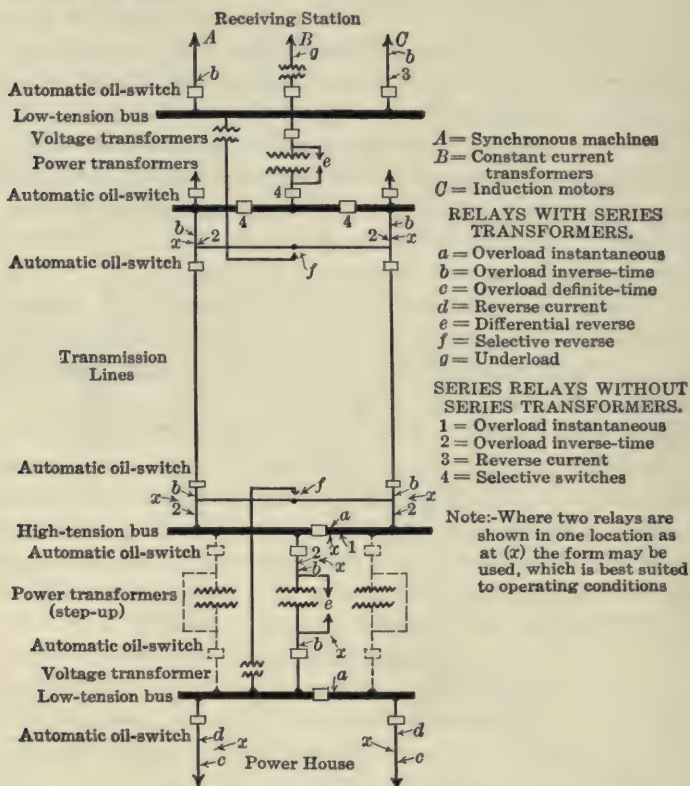 Receiving Station
A B C
g
b b
3
Automatic oil-switch
Low-tension bus
Voltage transformers
Power transformers
e
Automatic oil-switch
4
4 4
b b
x 2 2 x
Automatic oil-switch
f
Transmission
Lines
Automatic oil-switch
f
b b
x x
2 2
High-tension bus
a
x 1
Automatic oil-switch
2
x
b
Power transformers
(step-up)
e
x
Automatic oil-switch
b
Voltage transformer
a
Low-tension bus
Automatic oil-switch
d d
x x
c c
Power House
A = Synchronous machines
B = Constant current
transformers
C = Induction motors
RELAYS WITH SERIES
TRANSFORMERS.
a = Overload instantaneous
b = Overload inverse-time
c = Overload definite-time
d = Reverse current
e = Differential reverse
f = Selective reverse
g = Underload
SERIES RELAYS WITHOUT
SERIES TRANSFORMERS.
1 = Overload instantaneous
2 = Overload inverse-time
3 = Reverse current
4 = Selective switches
Note:-Where two relays are
shown in one location as
at (x) the form may be
used, which is best suited
to operating conditions